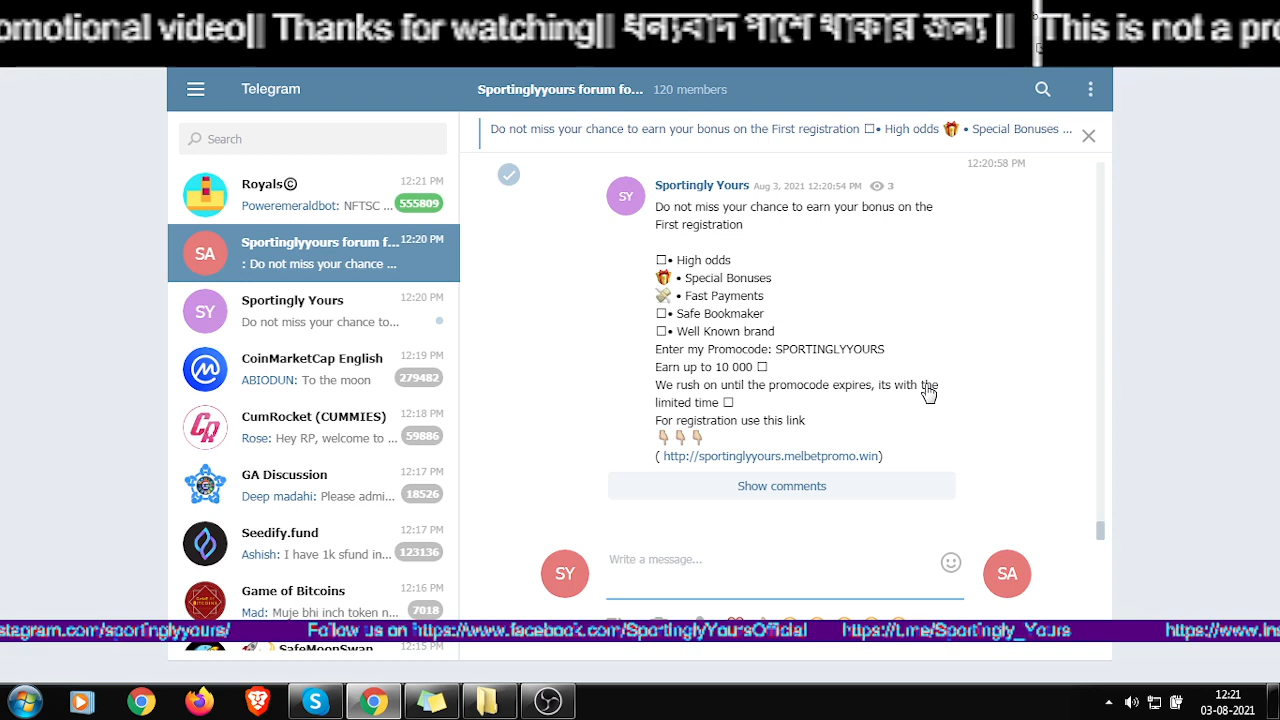 omotional video|| Thanks for watching|| ধন্যবাদ পাশে থাকার জন্য || This is not a pro
Telegram
Sportinglyyours forum fo... 120 members
Search
Do not miss your chance to earn your bonus on the First registration ☐• High odds 🎁 • Special Bonuses ...
12:20:58 PM
Royals©
12:21 PM
Poweremeraldbot: NFTSC ...
555809
SA
Sportinglyyours forum f...
12:20 PM
: Do not miss your chance ...
SY
Sportingly Yours
12:20 PM
Do not miss your chance to...
CoinMarketCap English
12:19 PM
ABIODUN: To the moon
279482
CumRocket (CUMMIES)
12:18 PM
Rose: Hey RP, welcome to ...
59886
GA Discussion
12:17 PM
Deep madahi: Please admi...
18526
Seedify.fund
12:17 PM
Ashish: I have 1k sfund in...
123136
Game of Bitcoins
12:16 PM
Mad: Muje bhi inch token n...
7018
SafeMoonSwap
12:15 PM
SY
Sportingly Yours Aug 3, 2021 12:20:54 PM 3
Do not miss your chance to earn your bonus on the
First registration
☐• High odds
🎁 • Special Bonuses
💸 • Fast Payments
☐• Safe Bookmaker
☐• Well Known brand
Enter my Promocode: SPORTINGLYYOURS
Earn up to 10 000 ☐
We rush on until the promocode expires, its with the
limited time ☐
For registration use this link
👇🏼👇🏼👇🏼
( http://sportinglyyours.melbetpromo.win)
Show comments
SY
Write a message...
SA
stagram.com/sportinglyyours/ Follow us on https://www.facebook.com/SportinglyYoursOfficial https://t.me/Sportingly_Yours https://www.ins
12:21
03-08-2021